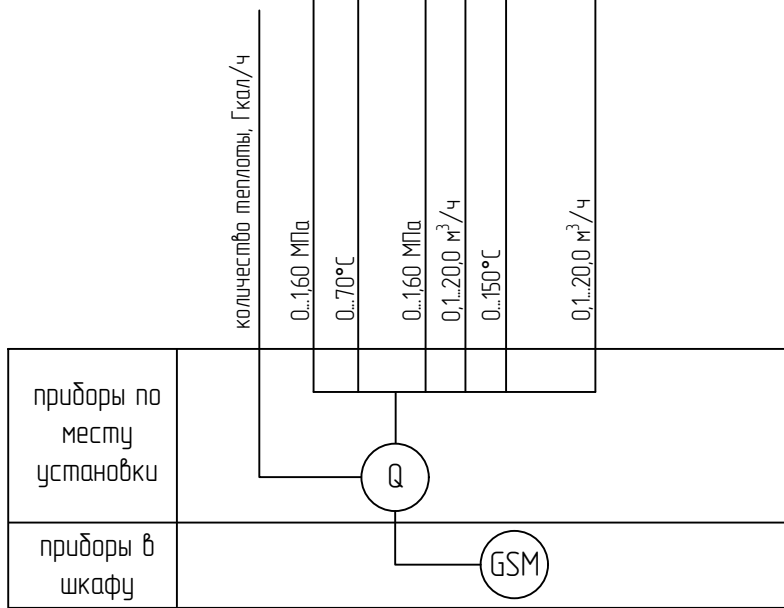 количество теплоты, Гкал/ч
0...1,60 МПа
0...70°С
0...1,60 МПа
0,1...20,0 м³/ч
0...150°С
0,1...20,0 м³/ч
приборы по
месту
установки
Q
приборы в
шкафу
GSM